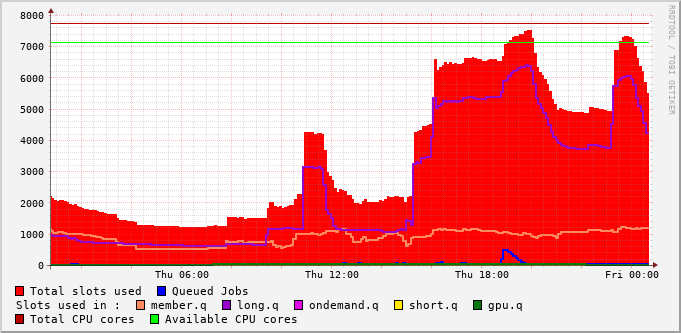 8000
7000
6000
5000
4000
3000
2000
1000
0
Thu 06:00 Thu 12:00 Thu 18:00 Fri 00:00
RRDTOOL / TOBI OETIKER
Total slots used Queued Jobs
Slots used in : member.q long.q ondemand.q short.q gpu.q
Total CPU cores Available CPU cores